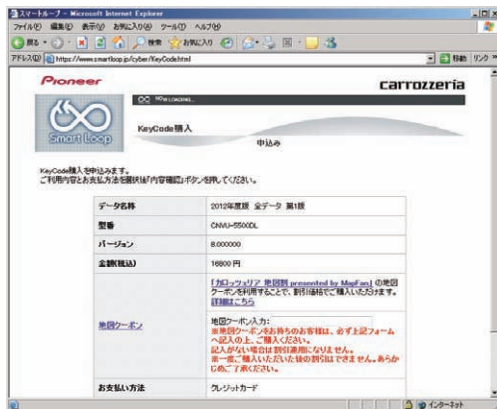 スマートループ - Microsoft Internet Explorer
ファイル(F) 編集(E) 表示(V) お気に入り(A) ツール(T) ヘルプ(H)
戻る 検索 お気に入り
アドレス(D) https://www.smartloop.jp/cyber/KeyCode.html 移動 リンク
Pioneer carrozzeria
NOW LOADING...
Smart Loop
KeyCode購入
申込み
KeyCode購入を申込みます。
ご利用内容とお支払方法を選択後「内容確認」ボタンを押してください。
データ名称 2012年度版 全データ 第1版
型番 CNVU-5500DL
バージョン 8.000000
金額(税込) 16800 円
「カロッツェリア 地図割 presented by MapFan」の地図
クーポンを利用することで、割引価格でご購入いただけます。
詳細はこちら
地図クーポン
地図クーポン入力:
※地図クーポンをお持ちのお客様は、必ず上記フォーム
へ記入の上、ご購入ください。
記入がない場合は割引適用になりません。
※一度ご購入いただいた後の割引はできません。あらか
じめご了承ください。
お支払い方法 クレジットカード
インターネット